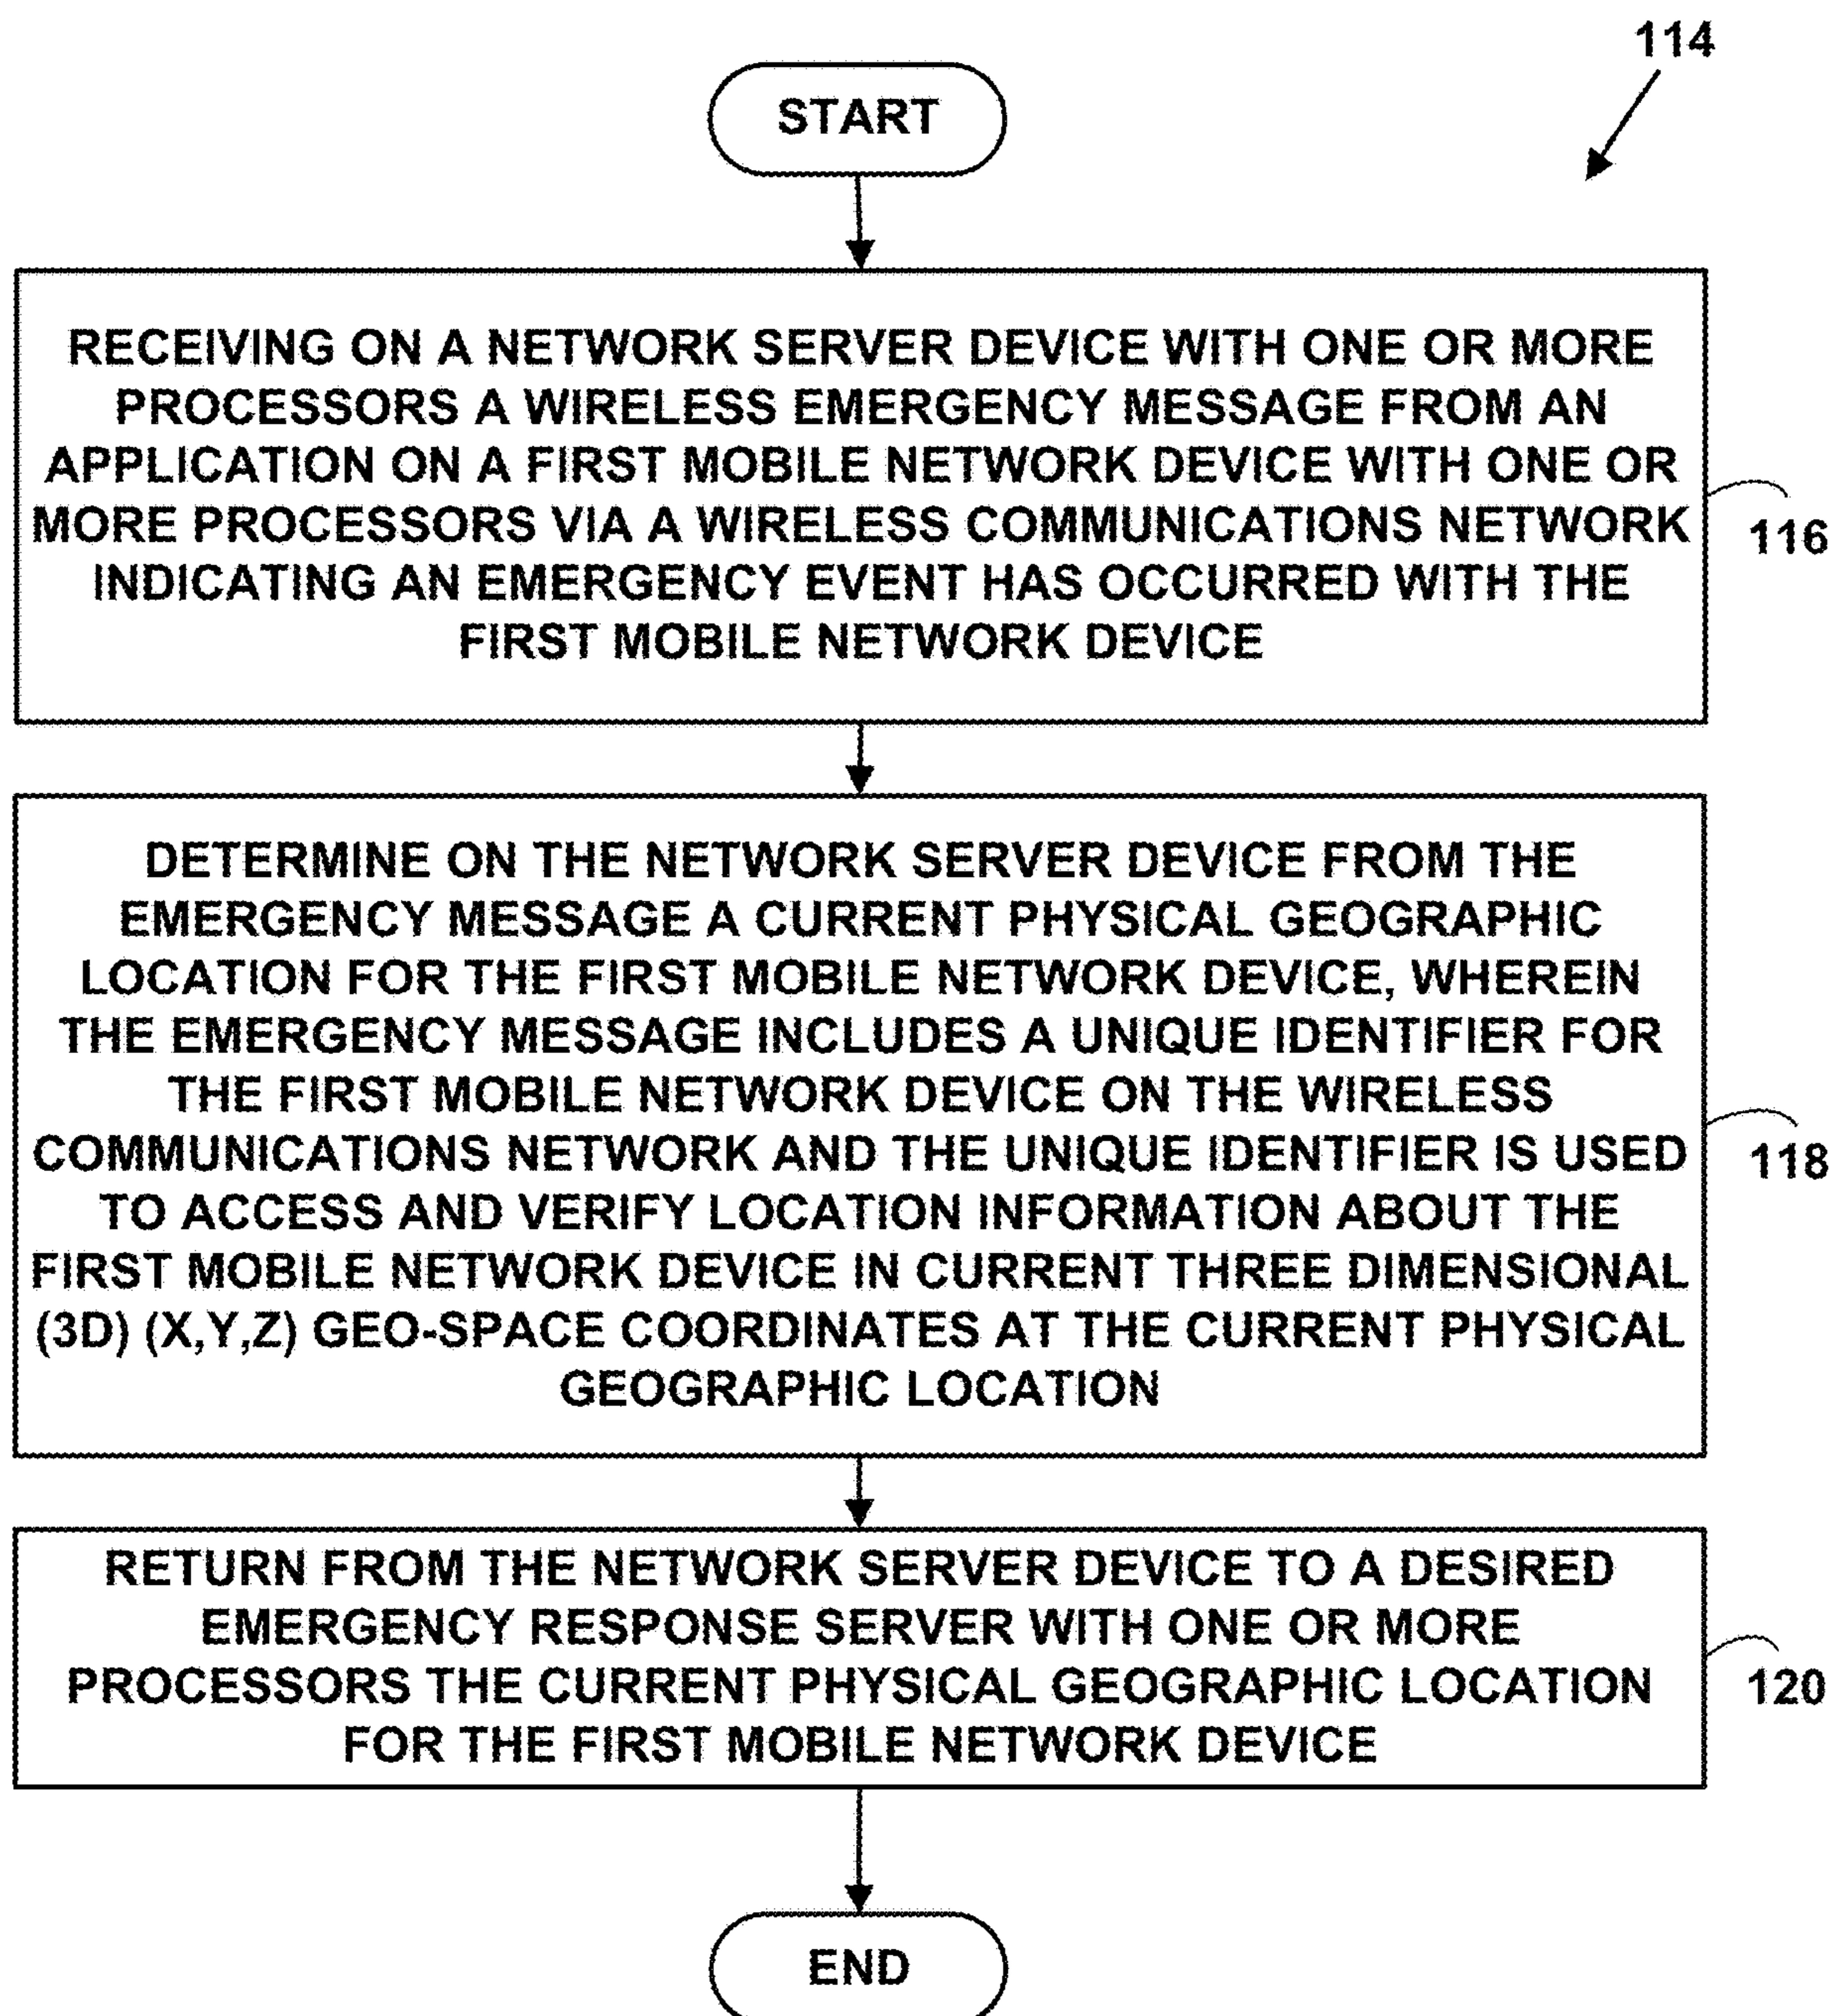 114
START
RECEIVING ON A NETWORK SERVER DEVICE WITH ONE OR MORE
PROCESSORS A WIRELESS EMERGENCY MESSAGE FROM AN
APPLICATION ON A FIRST MOBILE NETWORK DEVICE WITH ONE OR
MORE PROCESSORS VIA A WIRELESS COMMUNICATIONS NETWORK
INDICATING AN EMERGENCY EVENT HAS OCCURRED WITH THE
FIRST MOBILE NETWORK DEVICE
116
DETERMINE ON THE NETWORK SERVER DEVICE FROM THE
EMERGENCY MESSAGE A CURRENT PHYSICAL GEOGRAPHIC
LOCATION FOR THE FIRST MOBILE NETWORK DEVICE, WHEREIN
THE EMERGENCY MESSAGE INCLUDES A UNIQUE IDENTIFIER FOR
THE FIRST MOBILE NETWORK DEVICE ON THE WIRELESS
COMMUNICATIONS NETWORK AND THE UNIQUE IDENTIFIER IS USED
TO ACCESS AND VERIFY LOCATION INFORMATION ABOUT THE
FIRST MOBILE NETWORK DEVICE IN CURRENT THREE DIMENSIONAL
(3D) (X,Y,Z) GEO-SPACE COORDINATES AT THE CURRENT PHYSICAL
GEOGRAPHIC LOCATION
118
RETURN FROM THE NETWORK SERVER DEVICE TO A DESIRED
EMERGENCY RESPONSE SERVER WITH ONE OR MORE
PROCESSORS THE CURRENT PHYSICAL GEOGRAPHIC LOCATION
FOR THE FIRST MOBILE NETWORK DEVICE
120
END